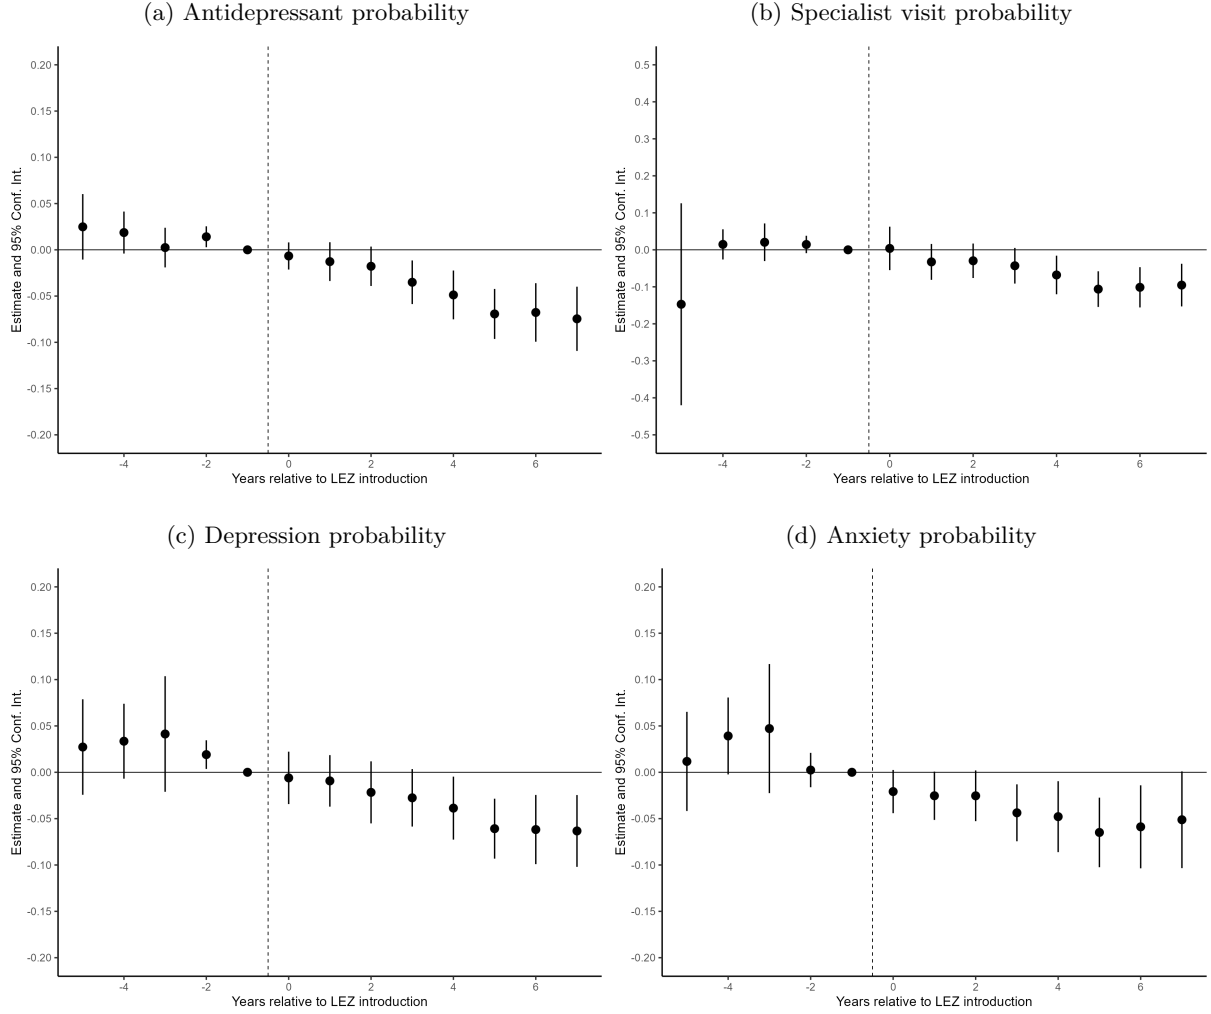 (a) Antidepressant probability
0.20
0.15
0.10
0.05
0.00
-0.05
-0.10
-0.15
-0.20
Estimate and 95% Conf. Int.
-4 -2 0 2 4 6
Years relative to LEZ introduction
(b) Specialist visit probability
0.5
0.4
0.3
0.2
0.1
0.0
-0.1
-0.2
-0.3
-0.4
-0.5
Estimate and 95% Conf. Int.
-4 -2 0 2 4 6
Years relative to LEZ introduction
(c) Depression probability
0.20
0.15
0.10
0.05
0.00
-0.05
-0.10
-0.15
-0.20
Estimate and 95% Conf. Int.
-4 -2 0 2 4 6
Years relative to LEZ introduction
(d) Anxiety probability
0.20
0.15
0.10
0.05
0.00
-0.05
-0.10
-0.15
-0.20
Estimate and 95% Conf. Int.
-4 -2 0 2 4 6
Years relative to LEZ introduction